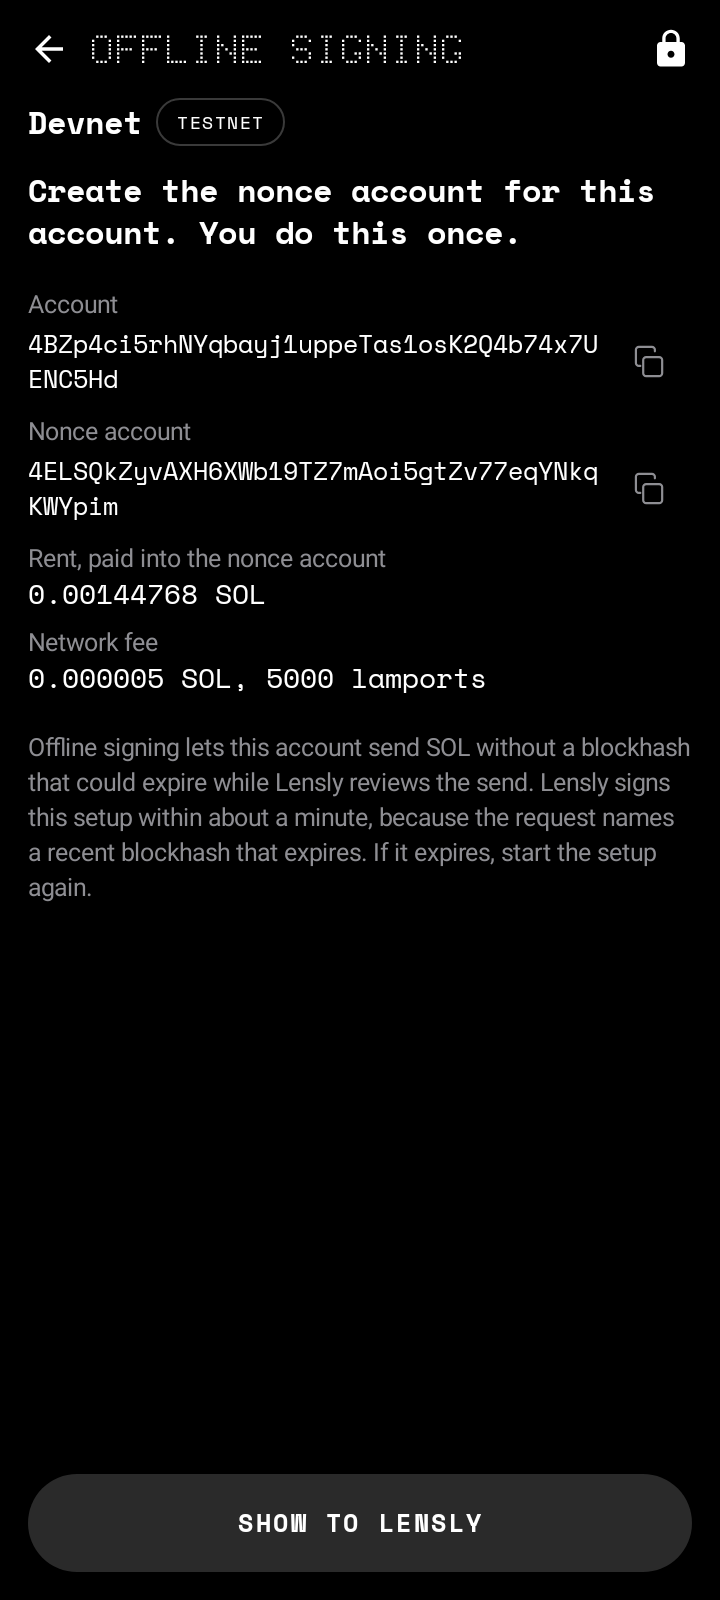 OFFLINE SIGNING
Devnet TESTNET
Create the nonce account for this
account. You do this once.
Account
4BZp4ci5rhNYqbayj1uppeTas1osK2Q4b74x7U
ENC5Hd
Nonce account
4ELSQkZyvAXH6XWb19TZ7mAoi5gtZv77eqYNkq
KWYpim
Rent, paid into the nonce account
0.00144768 SOL
Network fee
0.000005 SOL, 5000 lamports
Offline signing lets this account send SOL without a blockhash
that could expire while Lensly reviews the send. Lensly signs
this setup within about a minute, because the request names
a recent blockhash that expires. If it expires, start the setup
again.
SHOW TO LENSLY